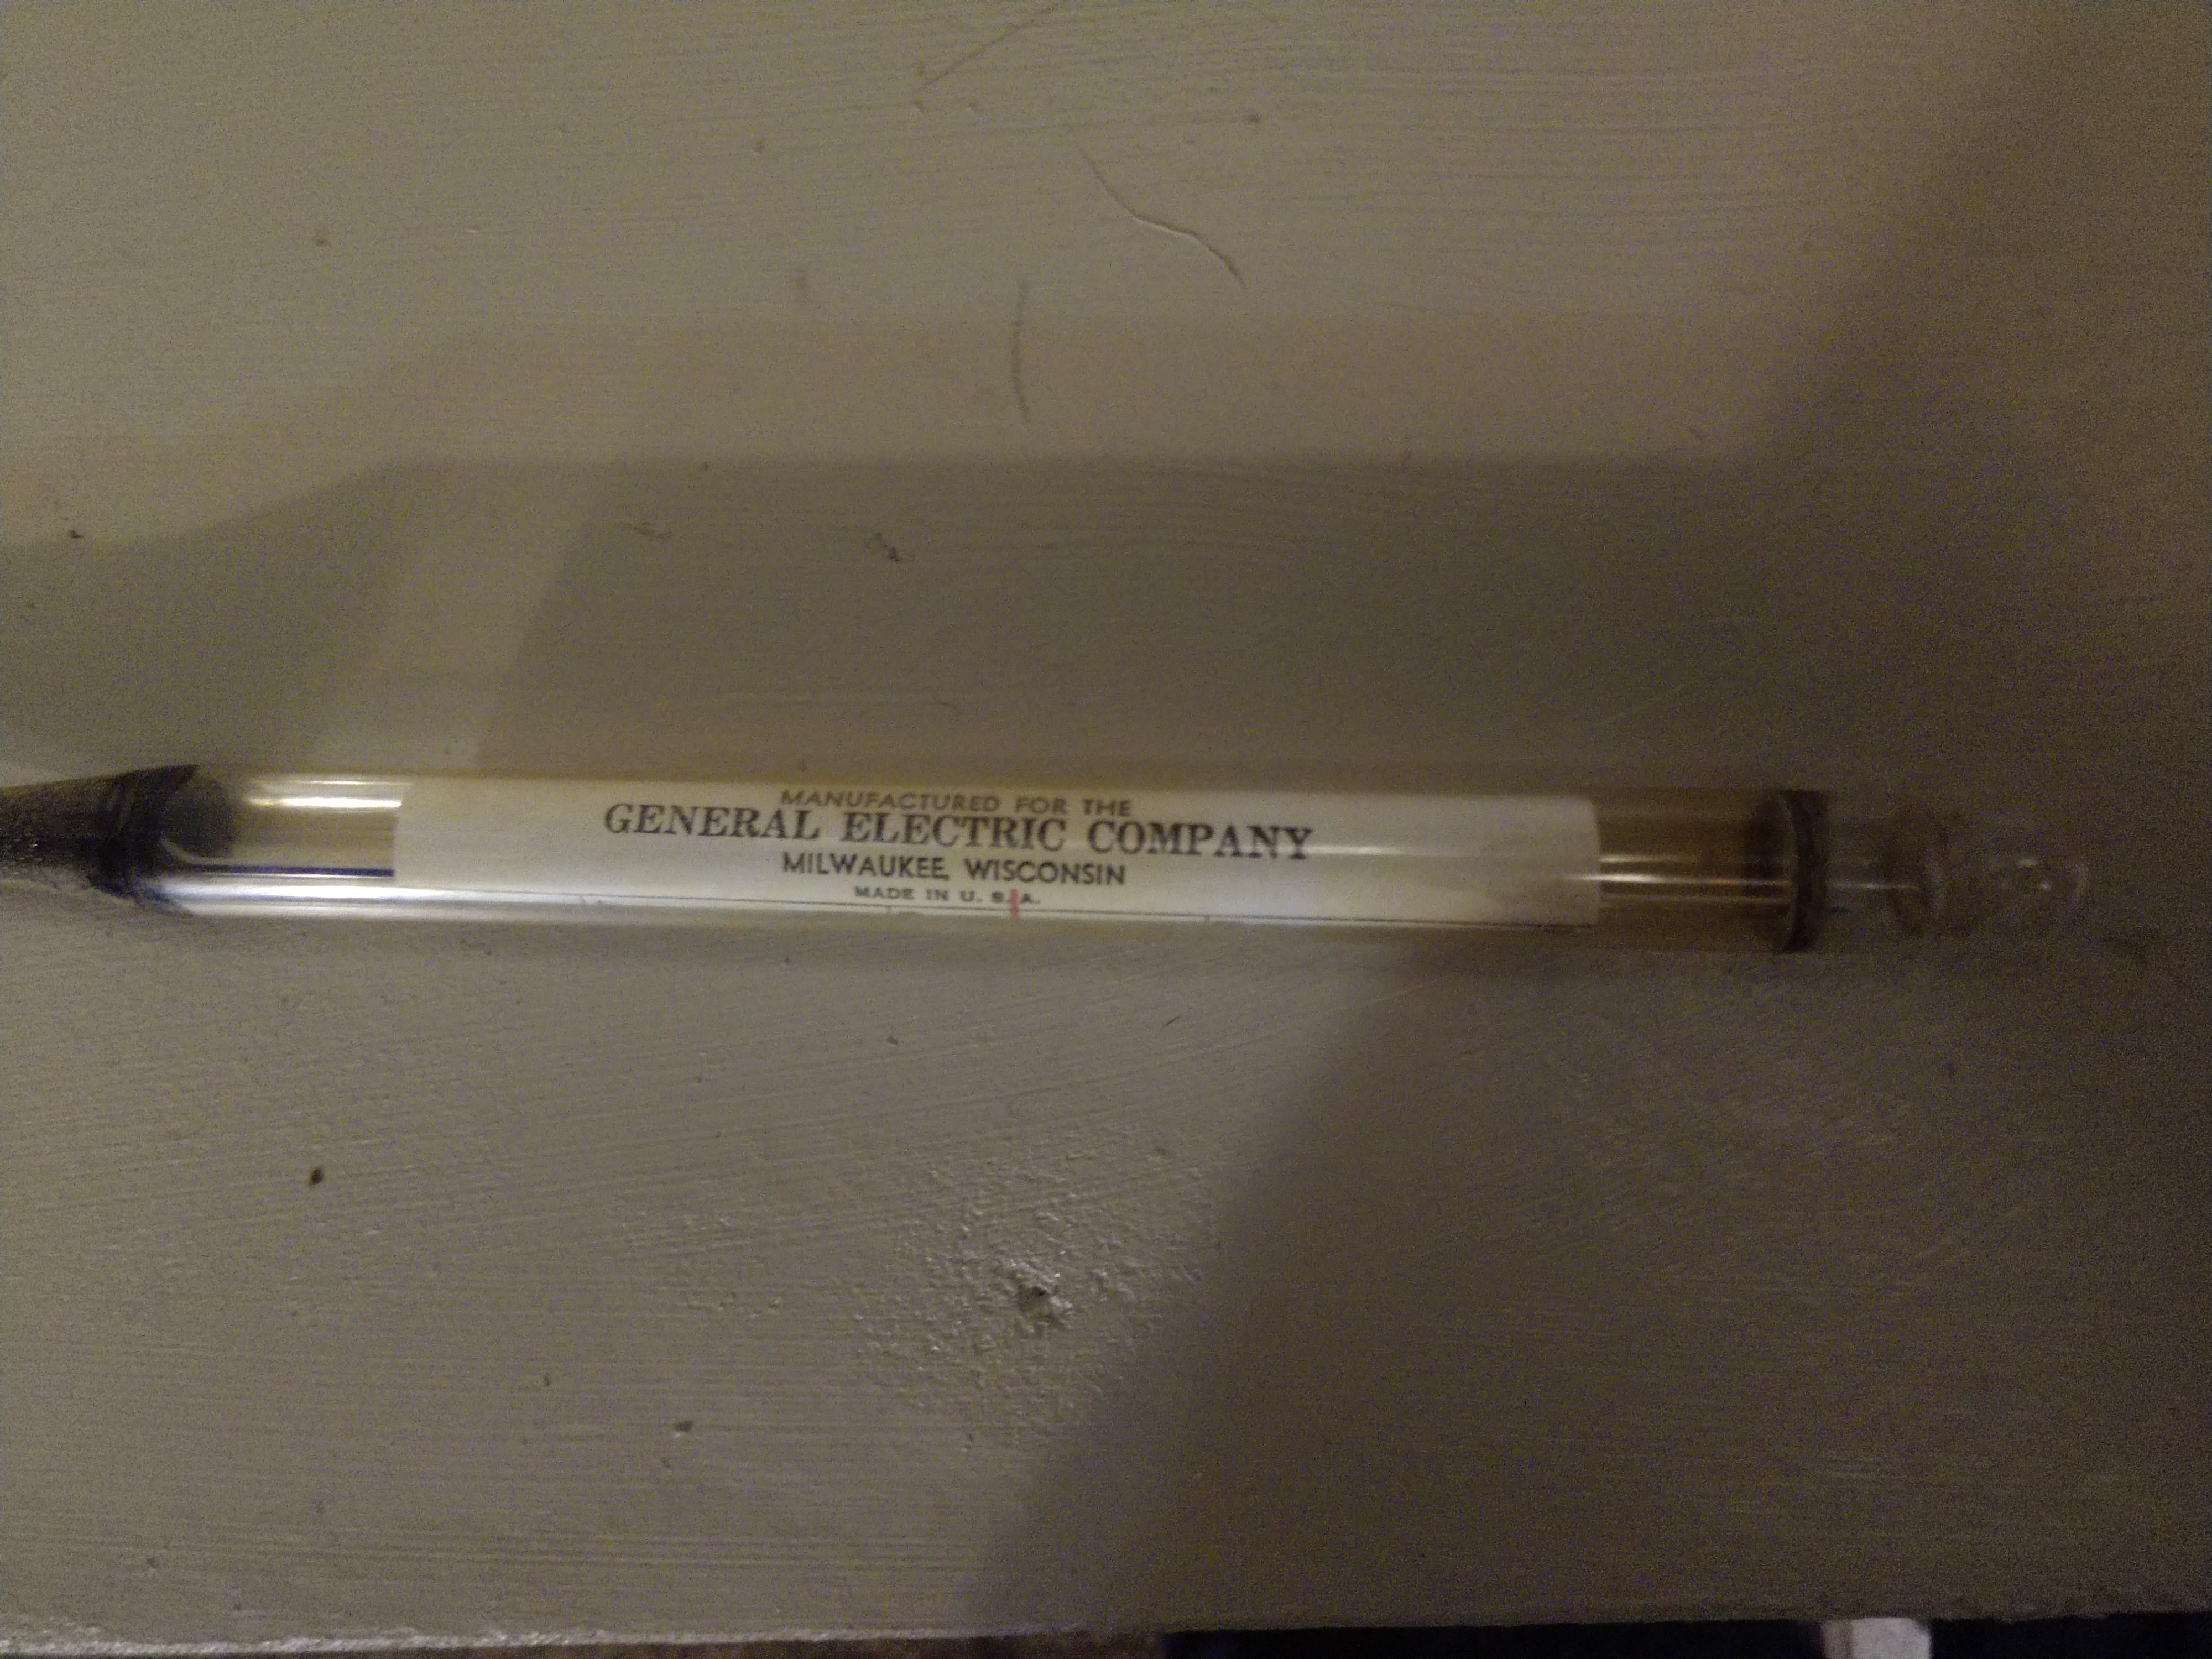 MANUFACTURED FOR THE
GENERAL ELECTRIC COMPANY
MILWAUKEE, WISCONSIN
MADE IN U. S. A.